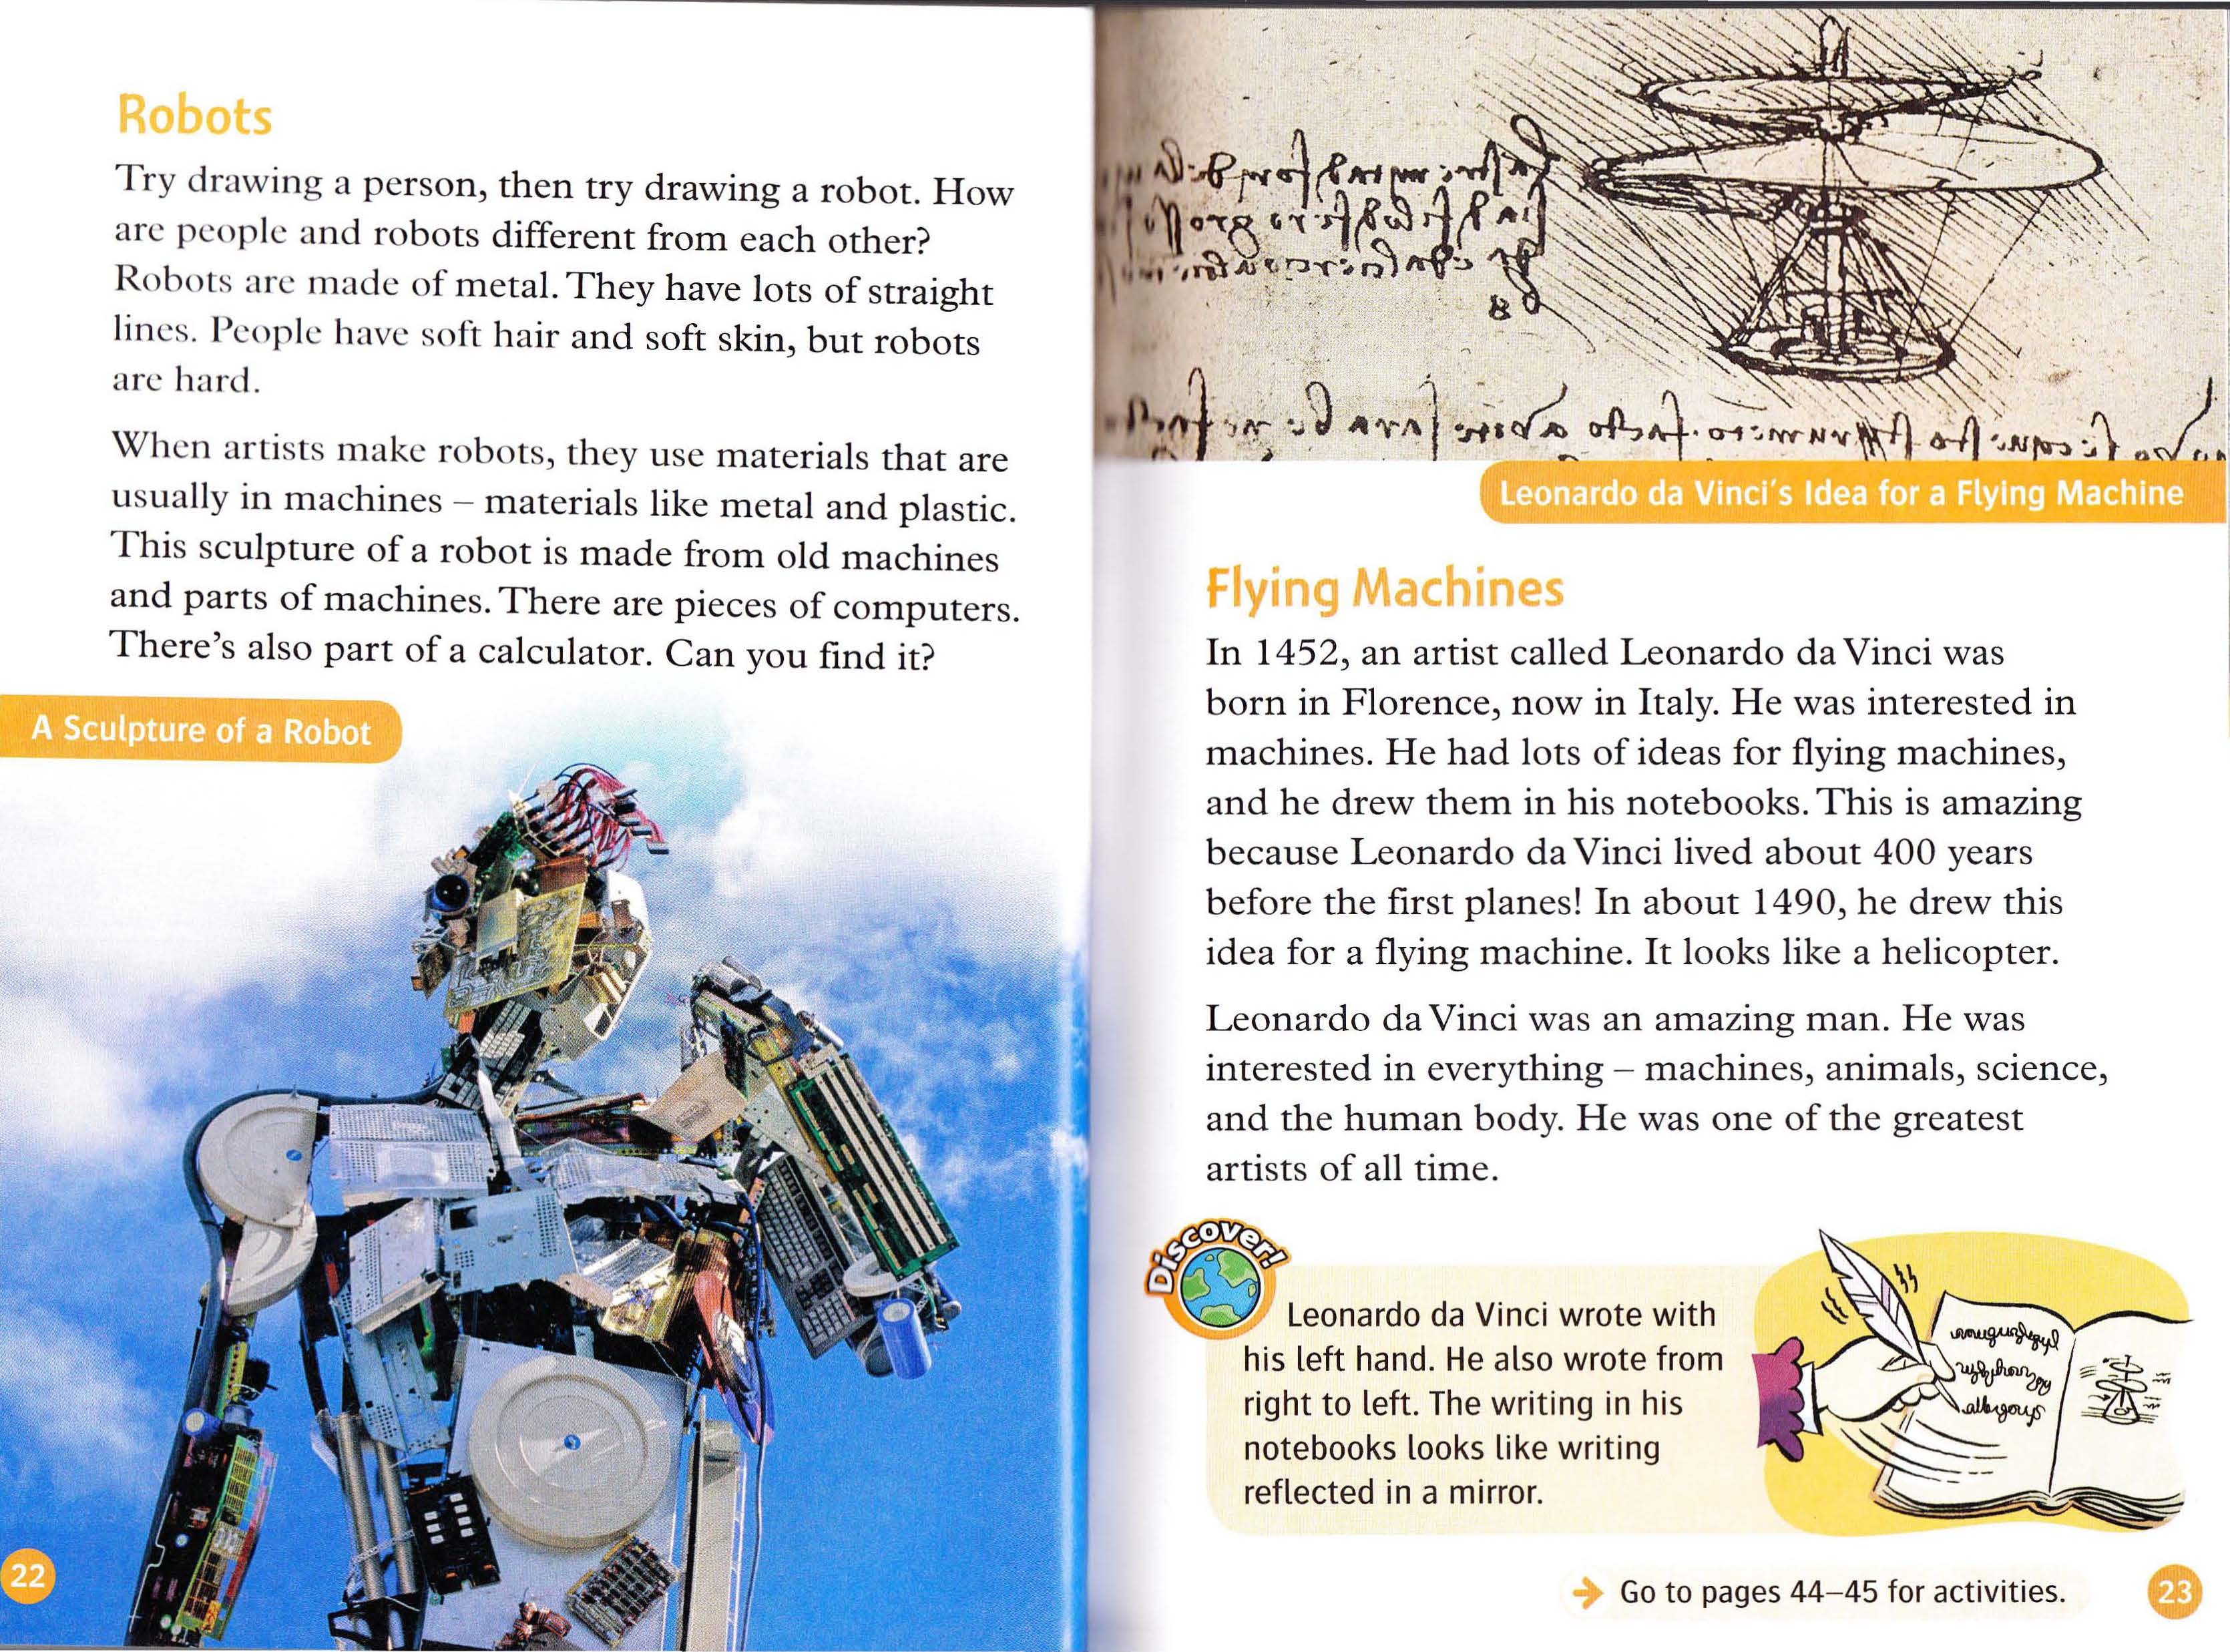 Robots
Try drawing a person, then try drawing a robot. How
are people and robots different from each other?
Robots are made of metal. They have lots of straight
lines. People have soft hair and soft skin, but robots
are hard.
When artists make robots, they use materials that are
usually in machines – materials like metal and plastic.
This sculpture of a robot is made from old machines
and parts of machines. There are pieces of computers.
There's also part of a calculator. Can you find it?
A Sculpture of a Robot
22
Leonardo da Vinci's Idea for a Flying Machine
Flying Machines
In 1452, an artist called Leonardo da Vinci was
born in Florence, now in Italy. He was interested in
machines. He had lots of ideas for flying machines,
and he drew them in his notebooks. This is amazing
because Leonardo da Vinci lived about 400 years
before the first planes! In about 1490, he drew this
idea for a flying machine. It looks like a helicopter.
Leonardo da Vinci was an amazing man. He was
interested in everything – machines, animals, science,
and the human body. He was one of the greatest
artists of all time.
Discover!
Leonardo da Vinci wrote with
his left hand. He also wrote from
right to left. The writing in his
notebooks looks like writing
reflected in a mirror.
Go to pages 44–45 for activities.
23